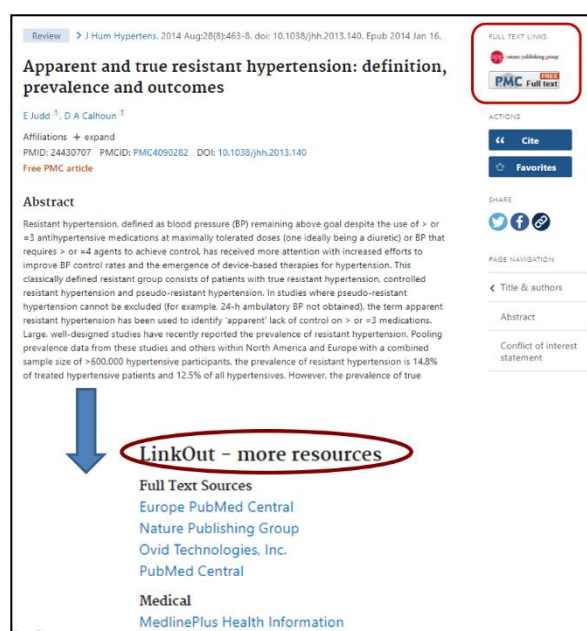 Review > J Hum Hypertens. 2014 Aug;28(8):463-8. doi: 10.1038/jhh.2013.140. Epub 2014 Jan 16.
Apparent and true resistant hypertension: definition,
prevalence and outcomes
E Judd 1, D A Calhoun 1
Affiliations + expand
PMID: 24430707 PMCID: PMC4090282 DOI: 10.1038/jhh.2013.140
Free PMC article
Abstract
Resistant hypertension, defined as blood pressure (BP) remaining above goal despite the use of > or
=3 antihypertensive medications at maximally tolerated doses (one ideally being a diuretic) or BP that
requires > or =4 agents to achieve control, has received more attention with increased efforts to
improve BP control rates and the emergence of device-based therapies for hypertension. This
classically defined resistant group consists of patients with true resistant hypertension, controlled
resistant hypertension and pseudo-resistant hypertension. In studies where pseudo-resistant
hypertension cannot be excluded (for example, 24-h ambulatory BP not obtained), the term apparent
resistant hypertension has been used to identify 'apparent' lack of control on > or =3 medications.
Large, well-designed studies have recently reported the prevalence of resistant hypertension. Pooling
prevalence data from these studies and others within North America and Europe with a combined
sample size of >600,000 hypertensive participants, the prevalence of resistant hypertension is 14.8%
of treated hypertensive patients and 12.5% of all hypertensives. However, the prevalence of true
FULL TEXT LINKS
npg nature publishing group
FREE
PMC Full text
ACTIONS
Cite
Favorites
SHARE
PAGE NAVIGATION
< Title & authors
Abstract
Conflict of interest
statement
LinkOut - more resources
Full Text Sources
Europe PubMed Central
Nature Publishing Group
Ovid Technologies, Inc.
PubMed Central
Medical
MedlinePlus Health Information